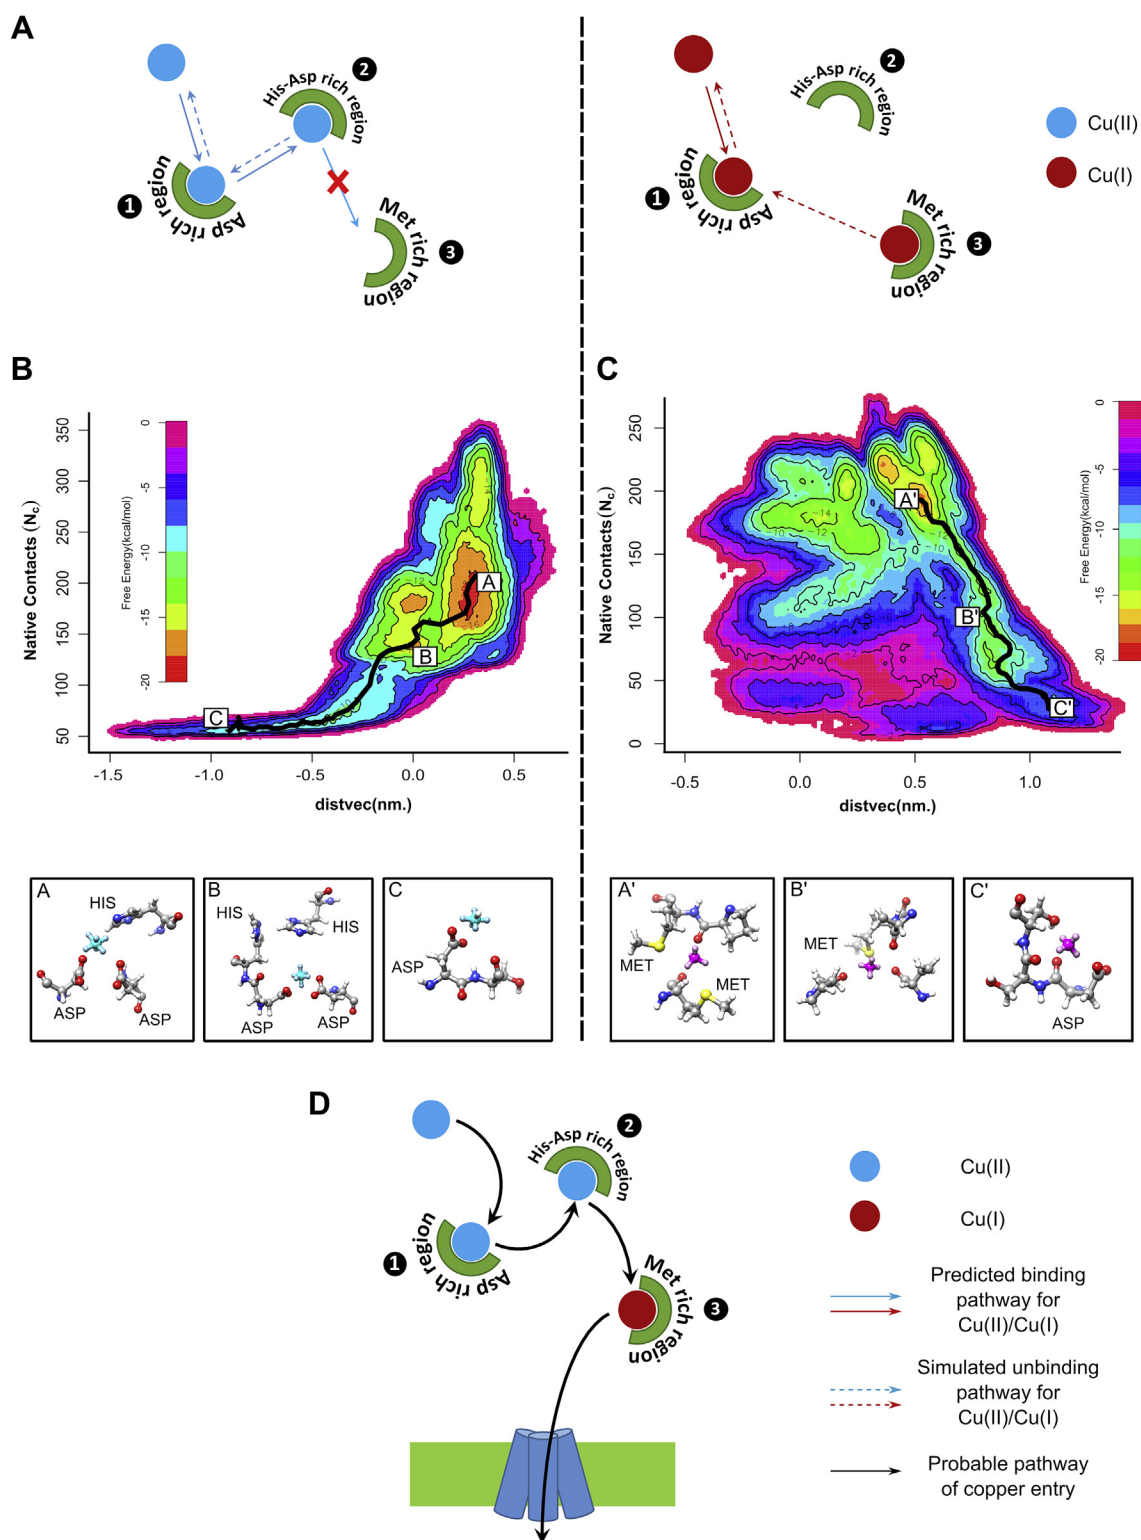 A
His-Asp rich region
2
1
Asp rich region
Met rich region
3
2
His-Asp rich region
1
Asp rich region
Met rich region
3
Cu(II)
Cu(I)
B
Native Contacts (Nc)
350
300
250
200
150
100
50
Free Energy(kcal/mol)
0
-5
-10
-15
-20
A
B
C
-1.5
-1.0
-0.5
0.0
0.5
distvec(nm.)
C
Native Contacts (Nc)
250
200
150
100
50
0
Free Energy(kcal/mol)
0
-5
-10
-15
-20
A'
B'
C'
-0.5
0.0
0.5
1.0
distvec(nm.)
A
HIS
ASP
ASP
B
HIS
HIS
ASP
ASP
C
ASP
A'
MET
MET
B'
MET
C'
ASP
D
His-Asp rich region
2
1
Asp rich region
Met rich region
3
Cu(II)
Cu(I)
Predicted binding
pathway for
Cu(II)/Cu(I)
Simulated unbinding
pathway for
Cu(II)/Cu(I)
Probable pathway
of copper entry